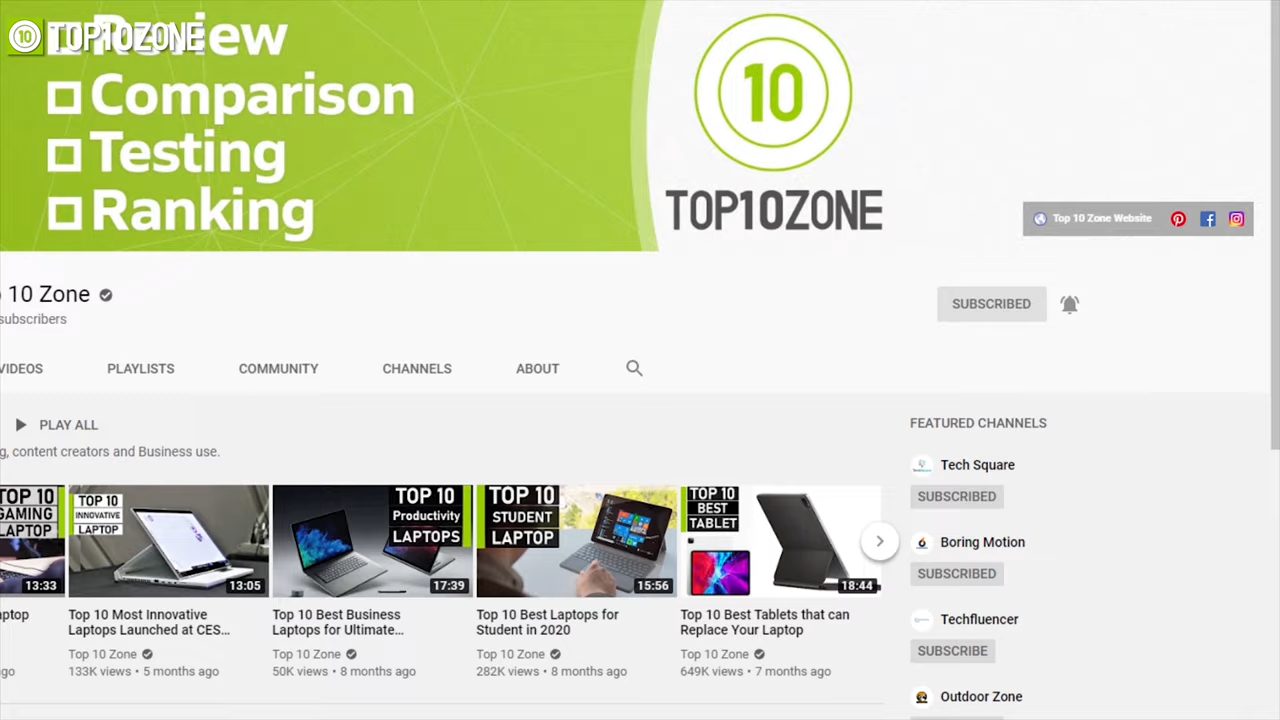 TOP10ZONE
Review
Comparison
Testing
Ranking
10
TOP10ZONE
Top 10 Zone Website
10 Zone
subscribers
SUBSCRIBED
VIDEOS
PLAYLISTS
COMMUNITY
CHANNELS
ABOUT
PLAY ALL
g, content creators and Business use.
FEATURED CHANNELS
Tech Square
SUBSCRIBED
Boring Motion
SUBSCRIBED
Techfluencer
SUBSCRIBE
Outdoor Zone
TOP 10
GAMING
LAPTOP
13:33
TOP 10
INNOVATIVE
LAPTOP
13:05
TOP 10
Productivity
LAPTOPS
17:39
TOP 10
STUDENT
LAPTOP
15:56
TOP 10
BEST
TABLET
18:44
aptop
go
Top 10 Most Innovative
Laptops Launched at CES...
Top 10 Zone
133K views • 5 months ago
Top 10 Best Business
Laptops for Ultimate...
Top 10 Zone
50K views • 8 months ago
Top 10 Best Laptops for
Student in 2020
Top 10 Zone
282K views • 8 months ago
Top 10 Best Tablets that can
Replace Your Laptop
Top 10 Zone
649K views • 7 months ago